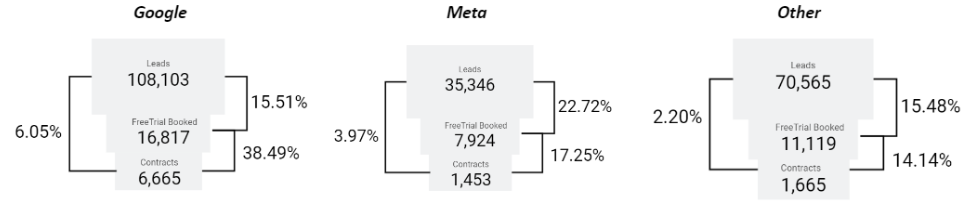 Google
Leads
108,103
15.51%
6.05%
FreeTrial Booked
16,817
38.49%
Contracts
6,665
Meta
Leads
35,346
22.72%
3.97%
FreeTrial Booked
7,924
17.25%
Contracts
1,453
Other
Leads
70,565
15.48%
2.20%
FreeTrial Booked
11,119
14.14%
Contracts
1,665